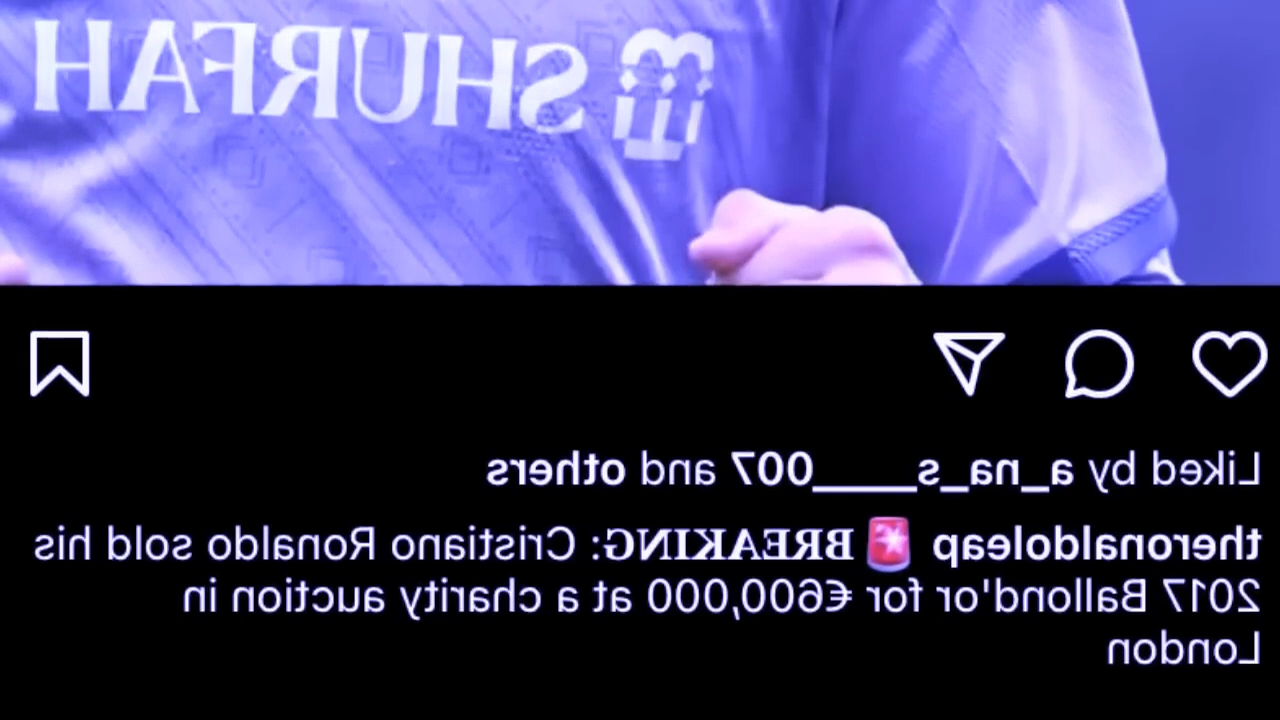 SHURFAH
Liked by a_na_s____007 and others
theronaldoleap 🚨 BREAKING: Cristiano Ronaldo sold his
2017 Ballond'or for €600,000 at a charity auction in
London